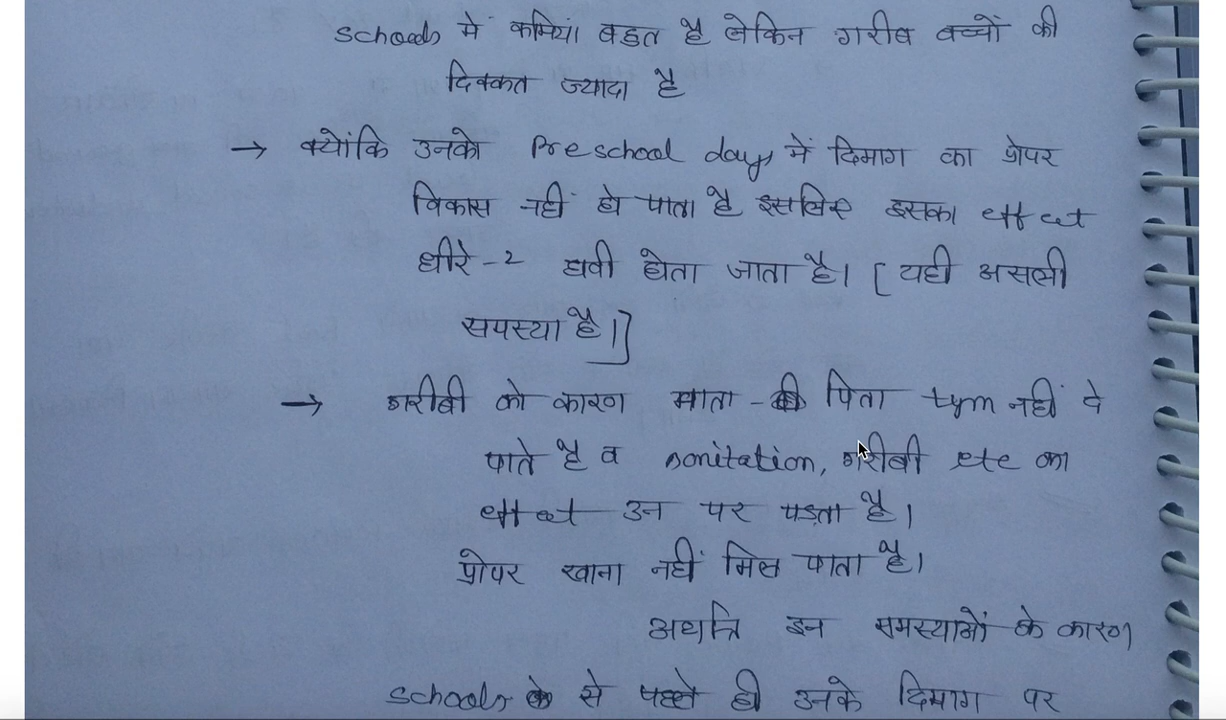 schools में कमियां बहुत है लेकिन गरीब बच्चों की
दिक्कत ज्यादा है
→ क्योंकि उनको Preschool days में दिमाग का प्रोपर
विकास नहीं हो पाता है इसलिए इसका effect
धीरे-2 हावी होता जाता है। [यही असली
समस्या है।]
→ गरीबी को कारण माता - पिता tym नहीं दे
पाते है व sanitation, गरीबी etc का
effect उन पर पड़ता है।
प्रोपर खाना नहीं मिल पाता है।
अर्थात इन समस्याओं के कारण
schools से पहले ही उनके दिमाग पर